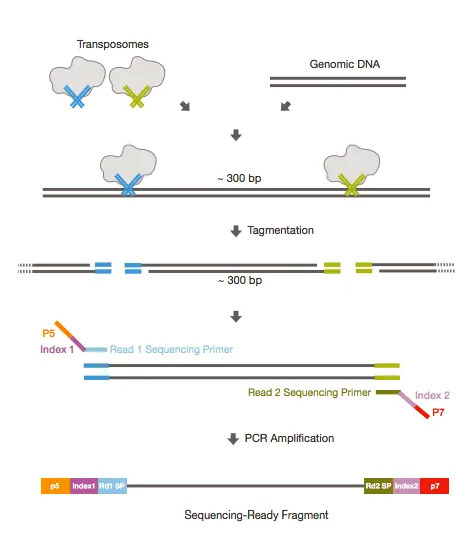 Transposomes
Genomic DNA
~ 300 bp
Tagmentation
~ 300 bp
P5
Index 1
Read 1 Sequencing Primer
Read 2 Sequencing Primer
Index 2
P7
PCR Amplification
p5 Index1 Rd1 SP Rd2 SP Index2 p7
Sequencing-Ready Fragment